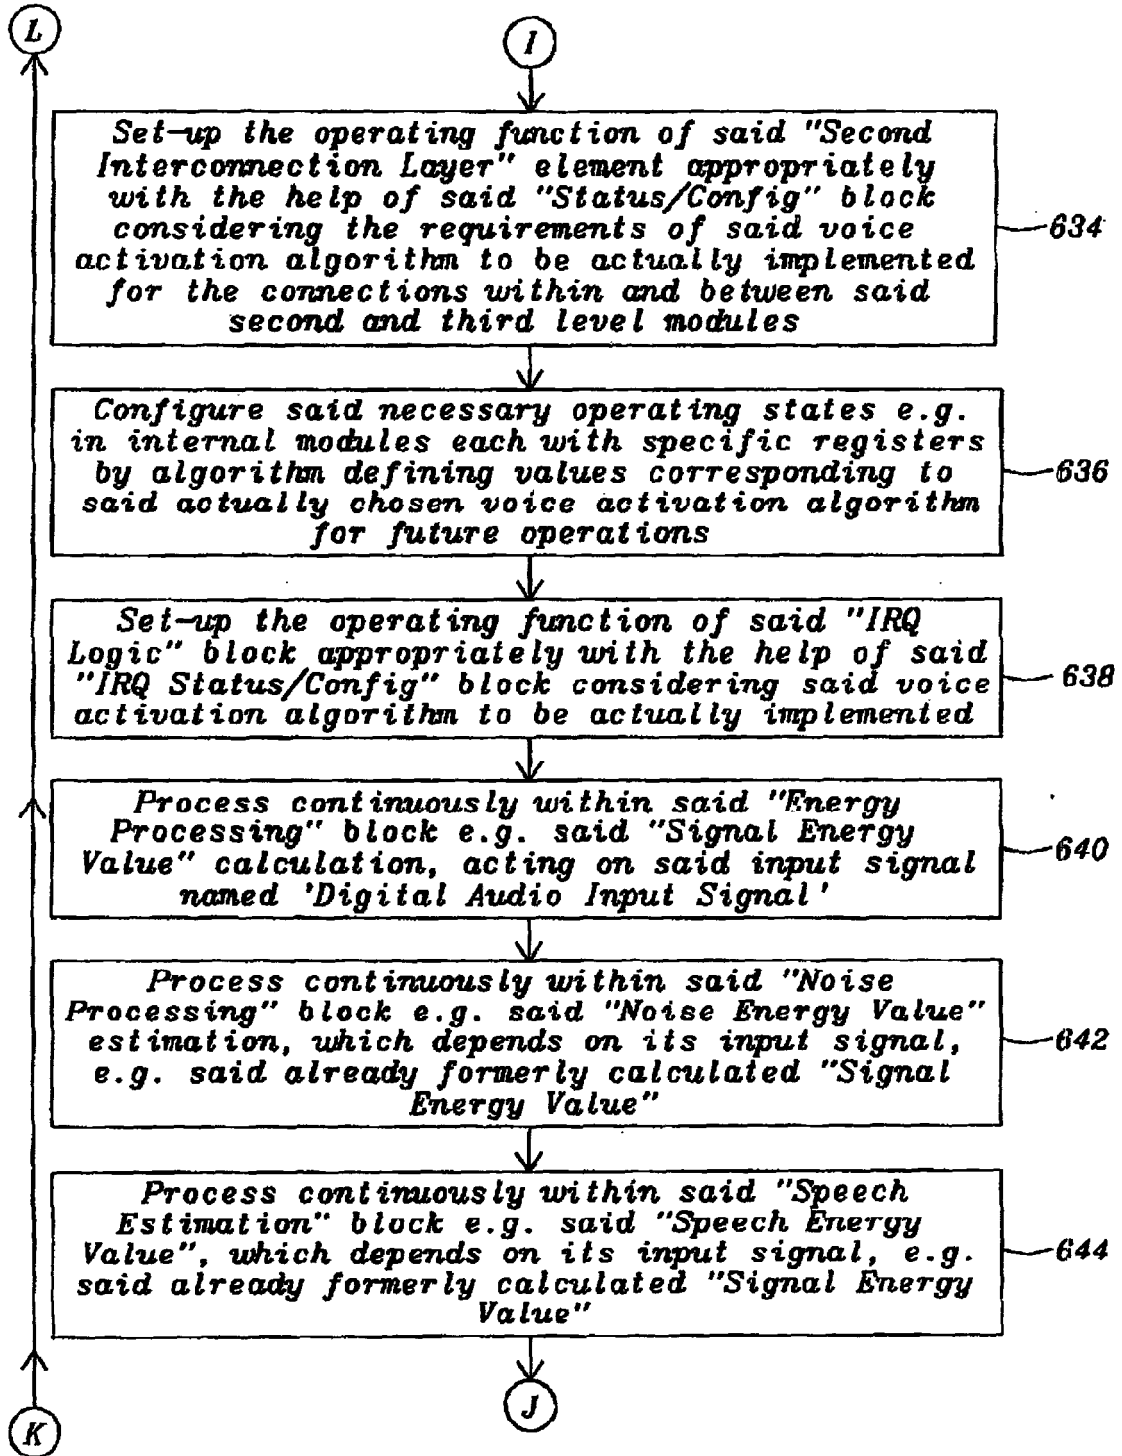 L
I
Set-up the operating function of said "Second
Interconnection Layer" element appropriately
with the help of said "Status/Config" block
considering the requirements of said voice
activation algorithm to be actually implemented
for the connections within and between said
second and third level modules
634
Configure said necessary operating states e.g.
in internal modules each with specific registers
by algorithm defining values corresponding to
said actually chosen voice activation algorithm
for future operations
636
Set-up the operating function of said "IRQ
Logic" block appropriately with the help of said
"IRQ Status/Config" block considering said voice
activation algorithm to be actually implemented
638
Process continuously within said "Energy
Processing" block e.g. said "Signal Energy
Value" calculation, acting on said input signal
named 'Digital Audio Input Signal'
640
Process continuously within said "Noise
Processing" block e.g. said "Noise Energy Value"
estimation, which depends on its input signal,
e.g. said already formerly calculated "Signal
Energy Value"
642
Process continuously within said "Speech
Estimation" block e.g. said "Speech Energy
Value", which depends on its input signal, e.g.
said already formerly calculated "Signal Energy
Value"
644
J
K